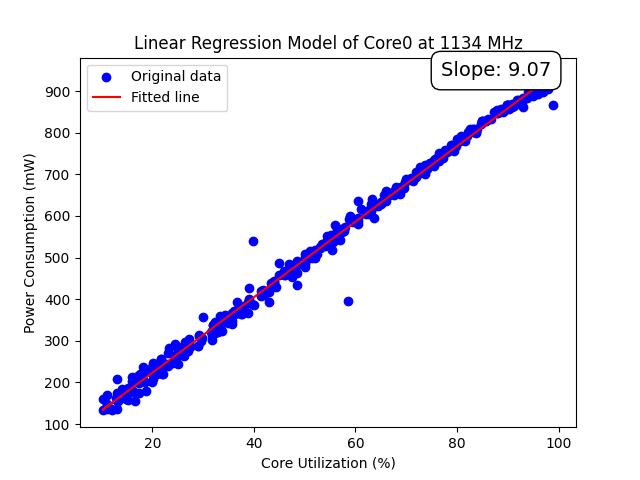 Linear Regression Model of Core0 at 1134 MHz
Slope: 9.07
Original data
Fitted line
900
800
700
600
500
400
300
200
100
Power Consumption (mW)
20
40
60
80
100
Core Utilization (%)